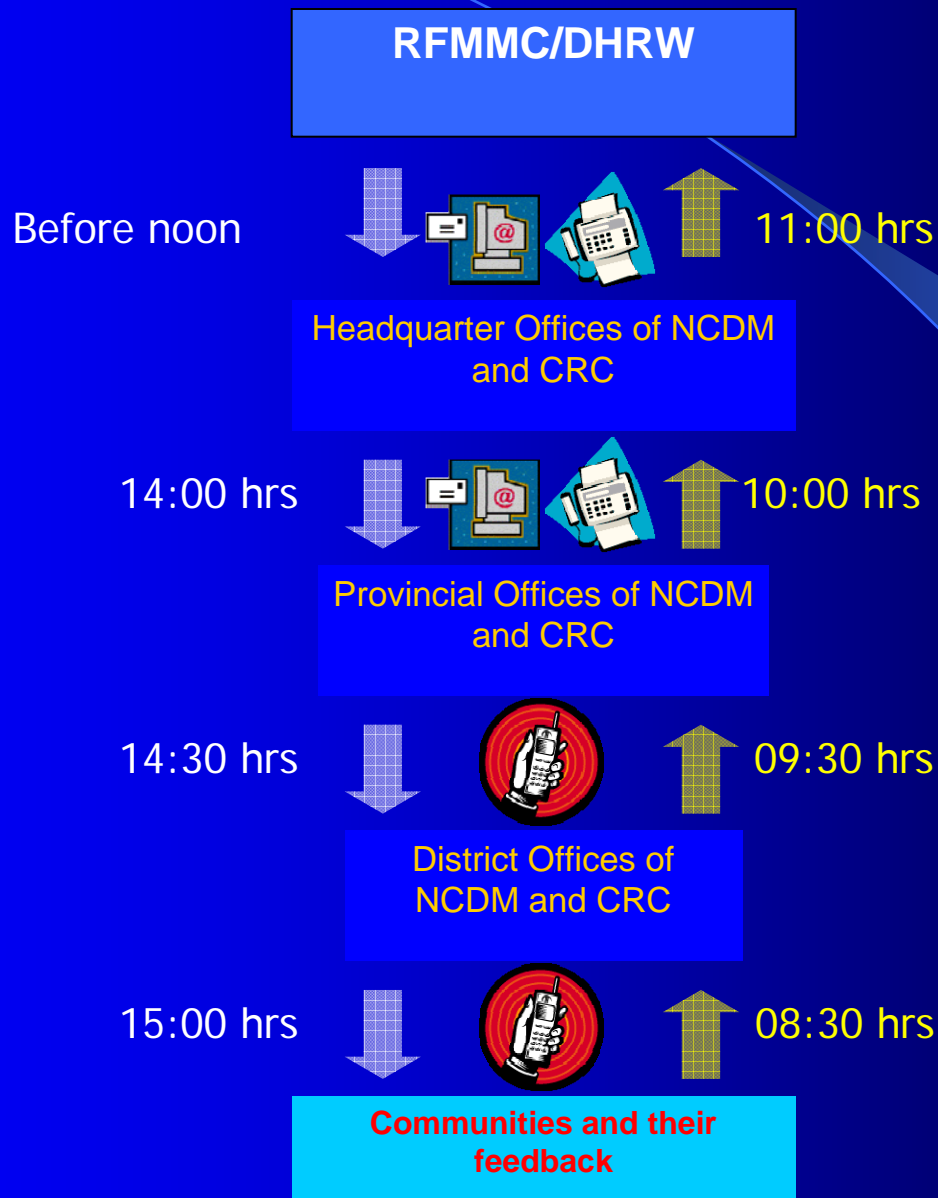 RFMMC/DHRW
Before noon
@
11:00 hrs
Headquarter Offices of NCDM
and CRC
14:00 hrs
@
10:00 hrs
Provincial Offices of NCDM
and CRC
14:30 hrs
09:30 hrs
District Offices of
NCDM and CRC
15:00 hrs
08:30 hrs
Communities and their
feedback